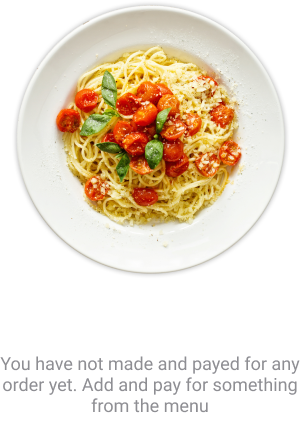 You have not made and payed for any
order yet. Add and pay for something
from the menu